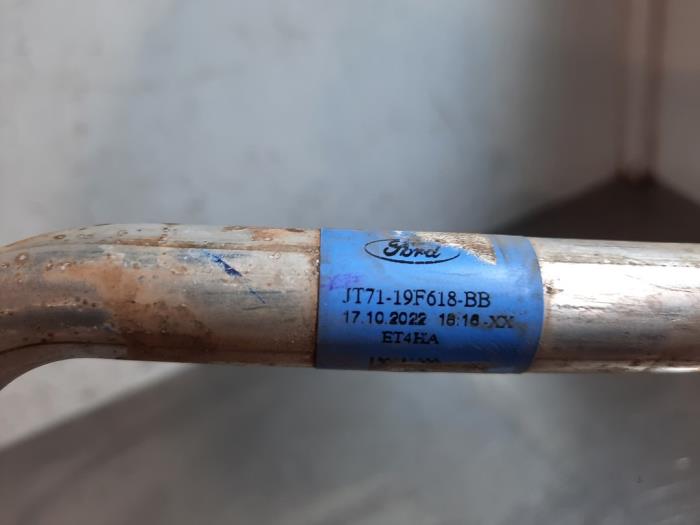 Ford
JT71-19F618-BB
17.10.2022 18:16-XX
ET4HA